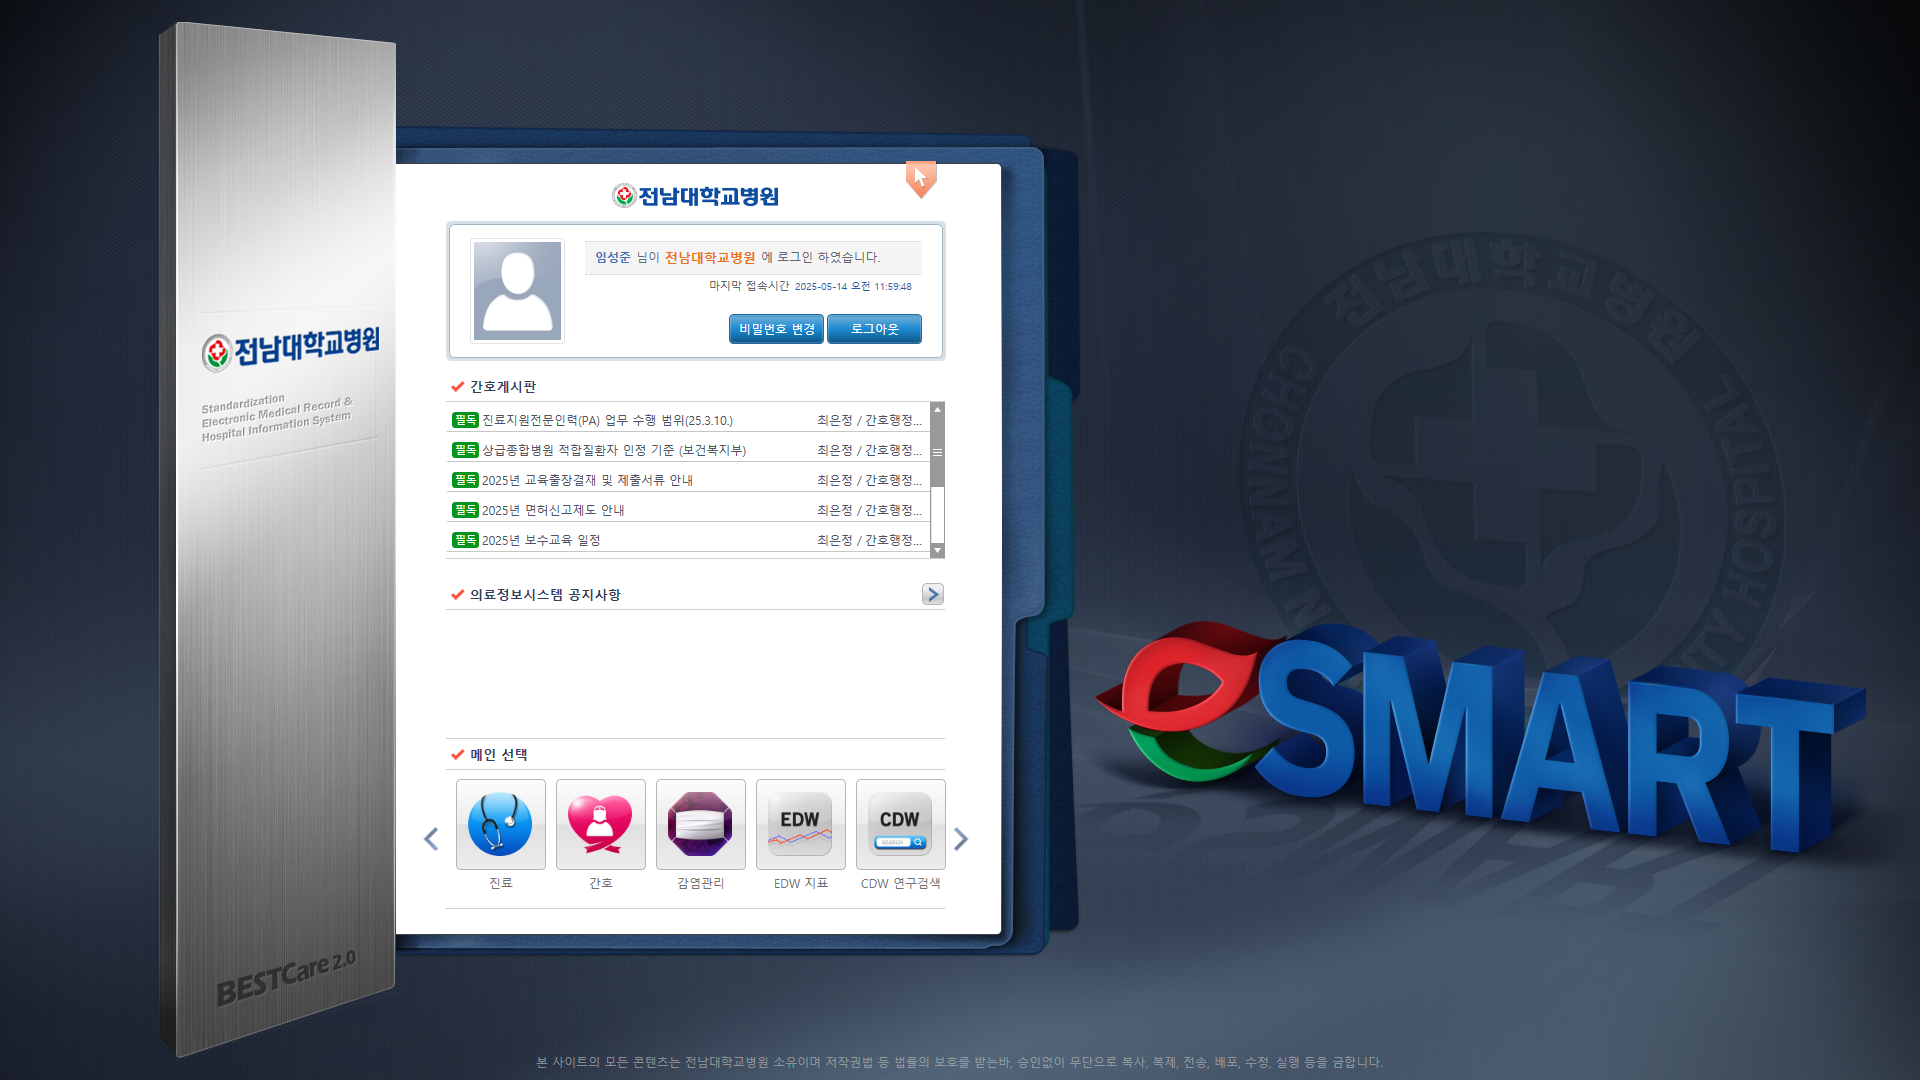 전남대학교병원
임성준 님이 전남대학교병원 에 로그인 하였습니다.
마지막 접속시간 2025-05-14 오전 11:59:48
비밀번호 변경 로그아웃
전남대학교병원
Standardization
Electronic Medical Record &
Hospital Information System
간호게시판
필독 진료지원전문인력(PA) 업무 수행 범위(25.3.10.) 최은정 / 간호행정...
필독 상급종합병원 적합질환자 인정 기준 (보건복지부) 최은정 / 간호행정...
필독 2025년 교육출장결재 및 제출서류 안내 최은정 / 간호행정...
필독 2025년 면허신고제도 안내 최은정 / 간호행정...
필독 2025년 보수교육 일정 최은정 / 간호행정...
의료정보시스템 공지사항
메인 선택
EDW
CDW
SEARCH
진료 간호 감염관리 EDW 지표 CDW 연구검색
BESTCare 2.0
전남대학교병원
CHONNAM N
ITY HOSPITAL
eSMART
본 사이트의 모든 콘텐츠는 전남대학교병원 소유이며 저작권법 등 법률의 보호를 받는바, 승인없이 무단으로 복사, 복제, 전송, 배포, 수정, 실행 등을 금합니다.